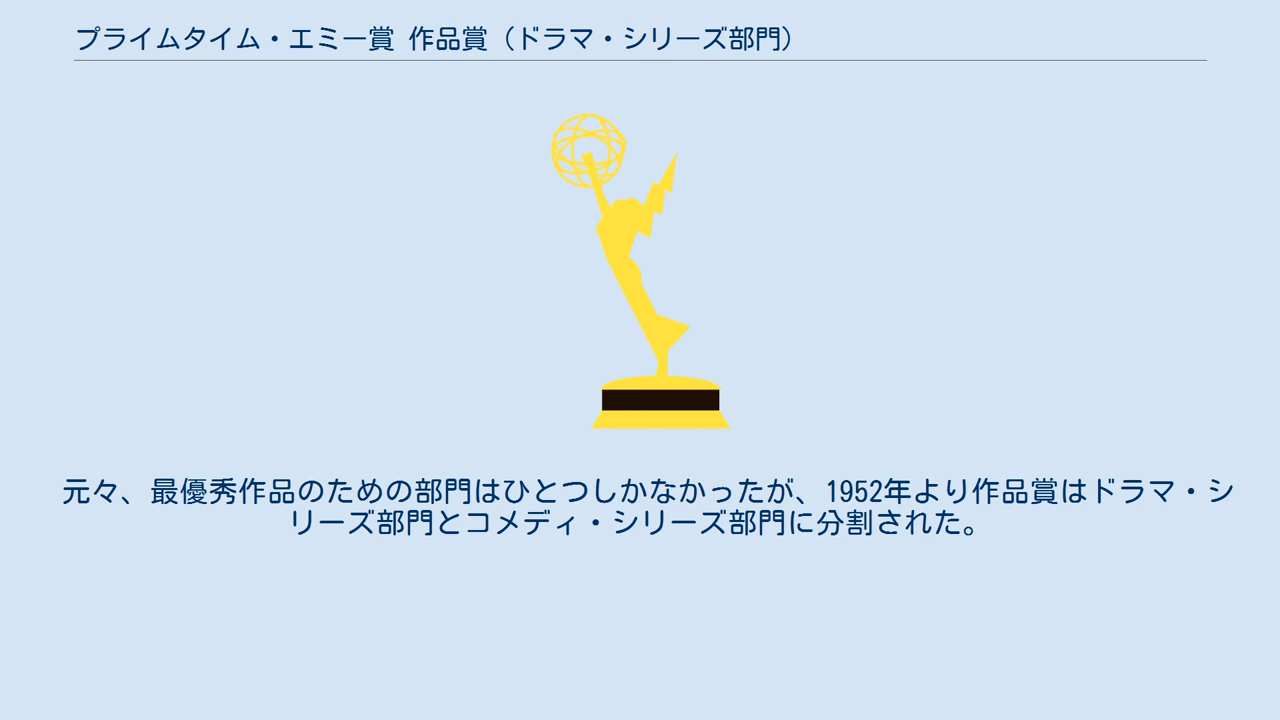 プライムタイム・エミー賞 作品賞（ドラマ・シリーズ部門）
元々、最優秀作品のための部門はひとつしかなかったが、1952年より作品賞はドラマ・シ
リーズ部門とコメディ・シリーズ部門に分割された。